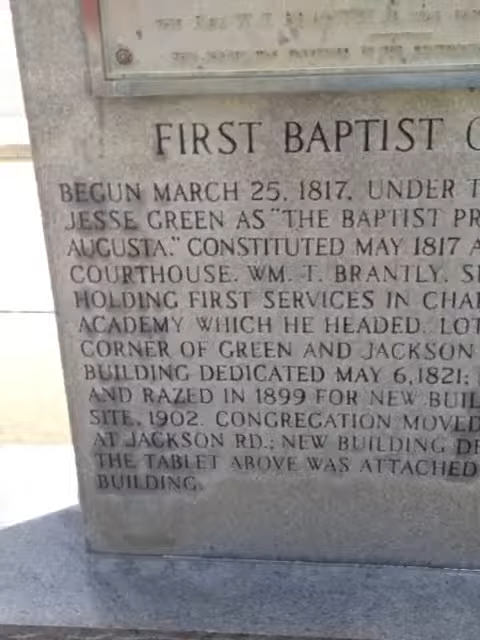 FIRST BAPTIST
BEGUN MARCH 25, 1817, UNDER
JESSE GREEN AS "THE BAPTIST PR
AUGUSTA." CONSTITUTED MAY 1817 A
COURTHOUSE. WM. T. BRANTLY, S
HOLDING FIRST SERVICES IN CHA
ACADEMY WHICH HE HEADED. LOT
CORNER OF GREEN AND JACKSON
BUILDING DEDICATED MAY 6, 1821;
AND RAZED IN 1899 FOR NEW BUIL
SITE, 1902. CONGREGATION MOVED
AT JACKSON RD.; NEW BUILDING DE
THE TABLET ABOVE WAS ATTACHED
BUILDING.